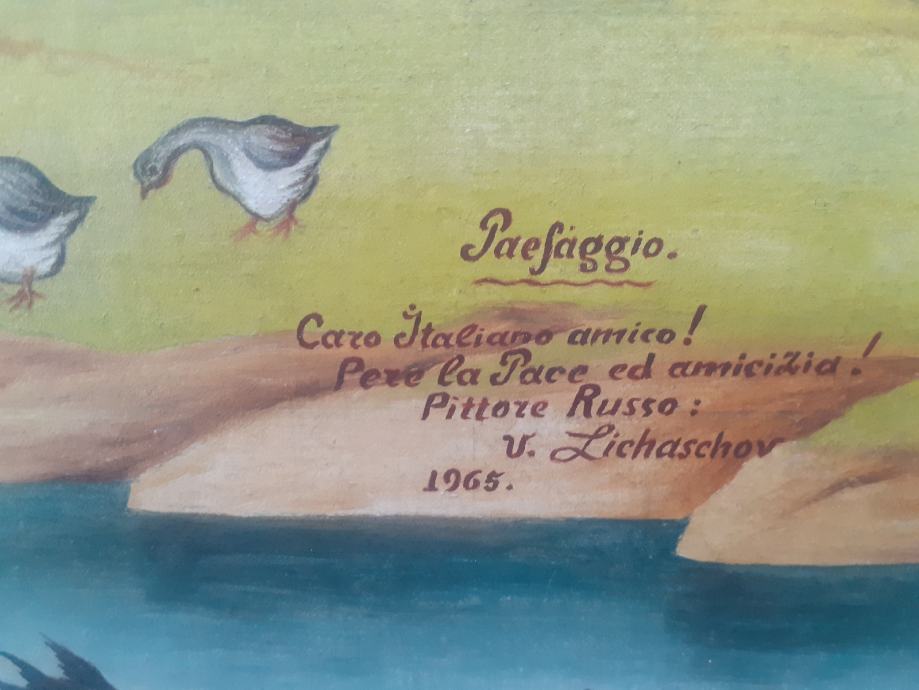 Paesaggio.
Caro Italiano amico!
Pere la Pace ed amicizia!
Pittore Russo:
V. Lichaschov
1965.